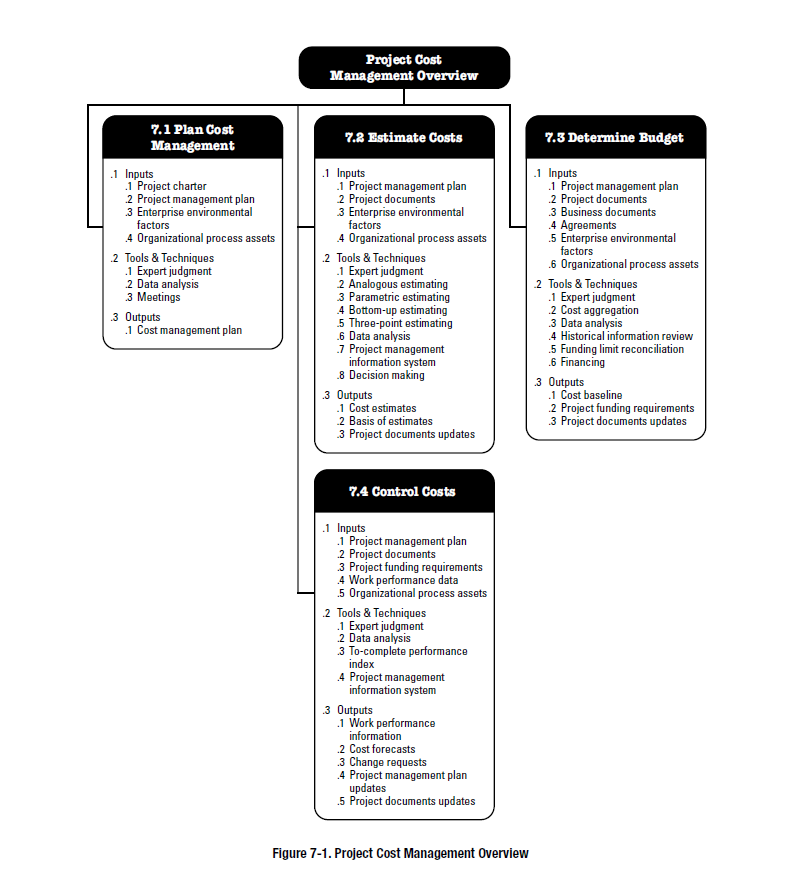 Project Cost
Management Overview
7.1 Plan Cost
Management
.1 Inputs
.1 Project charter
.2 Project management plan
.3 Enterprise environmental
factors
.4 Organizational process assets
.2 Tools & Techniques
.1 Expert judgment
.2 Data analysis
.3 Meetings
.3 Outputs
.1 Cost management plan
7.2 Estimate Costs
.1 Inputs
.1 Project management plan
.2 Project documents
.3 Enterprise environmental
factors
.4 Organizational process assets
.2 Tools & Techniques
.1 Expert judgment
.2 Analogous estimating
.3 Parametric estimating
.4 Bottom-up estimating
.5 Three-point estimating
.6 Data analysis
.7 Project management
information system
.8 Decision making
.3 Outputs
.1 Cost estimates
.2 Basis of estimates
.3 Project documents updates
7.3 Determine Budget
.1 Inputs
.1 Project management plan
.2 Project documents
.3 Business documents
.4 Agreements
.5 Enterprise environmental
factors
.6 Organizational process assets
.2 Tools & Techniques
.1 Expert judgment
.2 Cost aggregation
.3 Data analysis
.4 Historical information review
.5 Funding limit reconciliation
.6 Financing
.3 Outputs
.1 Cost baseline
.2 Project funding requirements
.3 Project documents updates
7.4 Control Costs
.1 Inputs
.1 Project management plan
.2 Project documents
.3 Project funding requirements
.4 Work performance data
.5 Organizational process assets
.2 Tools & Techniques
.1 Expert judgment
.2 Data analysis
.3 To-complete performance
index
.4 Project management
information system
.3 Outputs
.1 Work performance
information
.2 Cost forecasts
.3 Change requests
.4 Project management plan
updates
.5 Project documents updates
Figure 7-1. Project Cost Management Overview